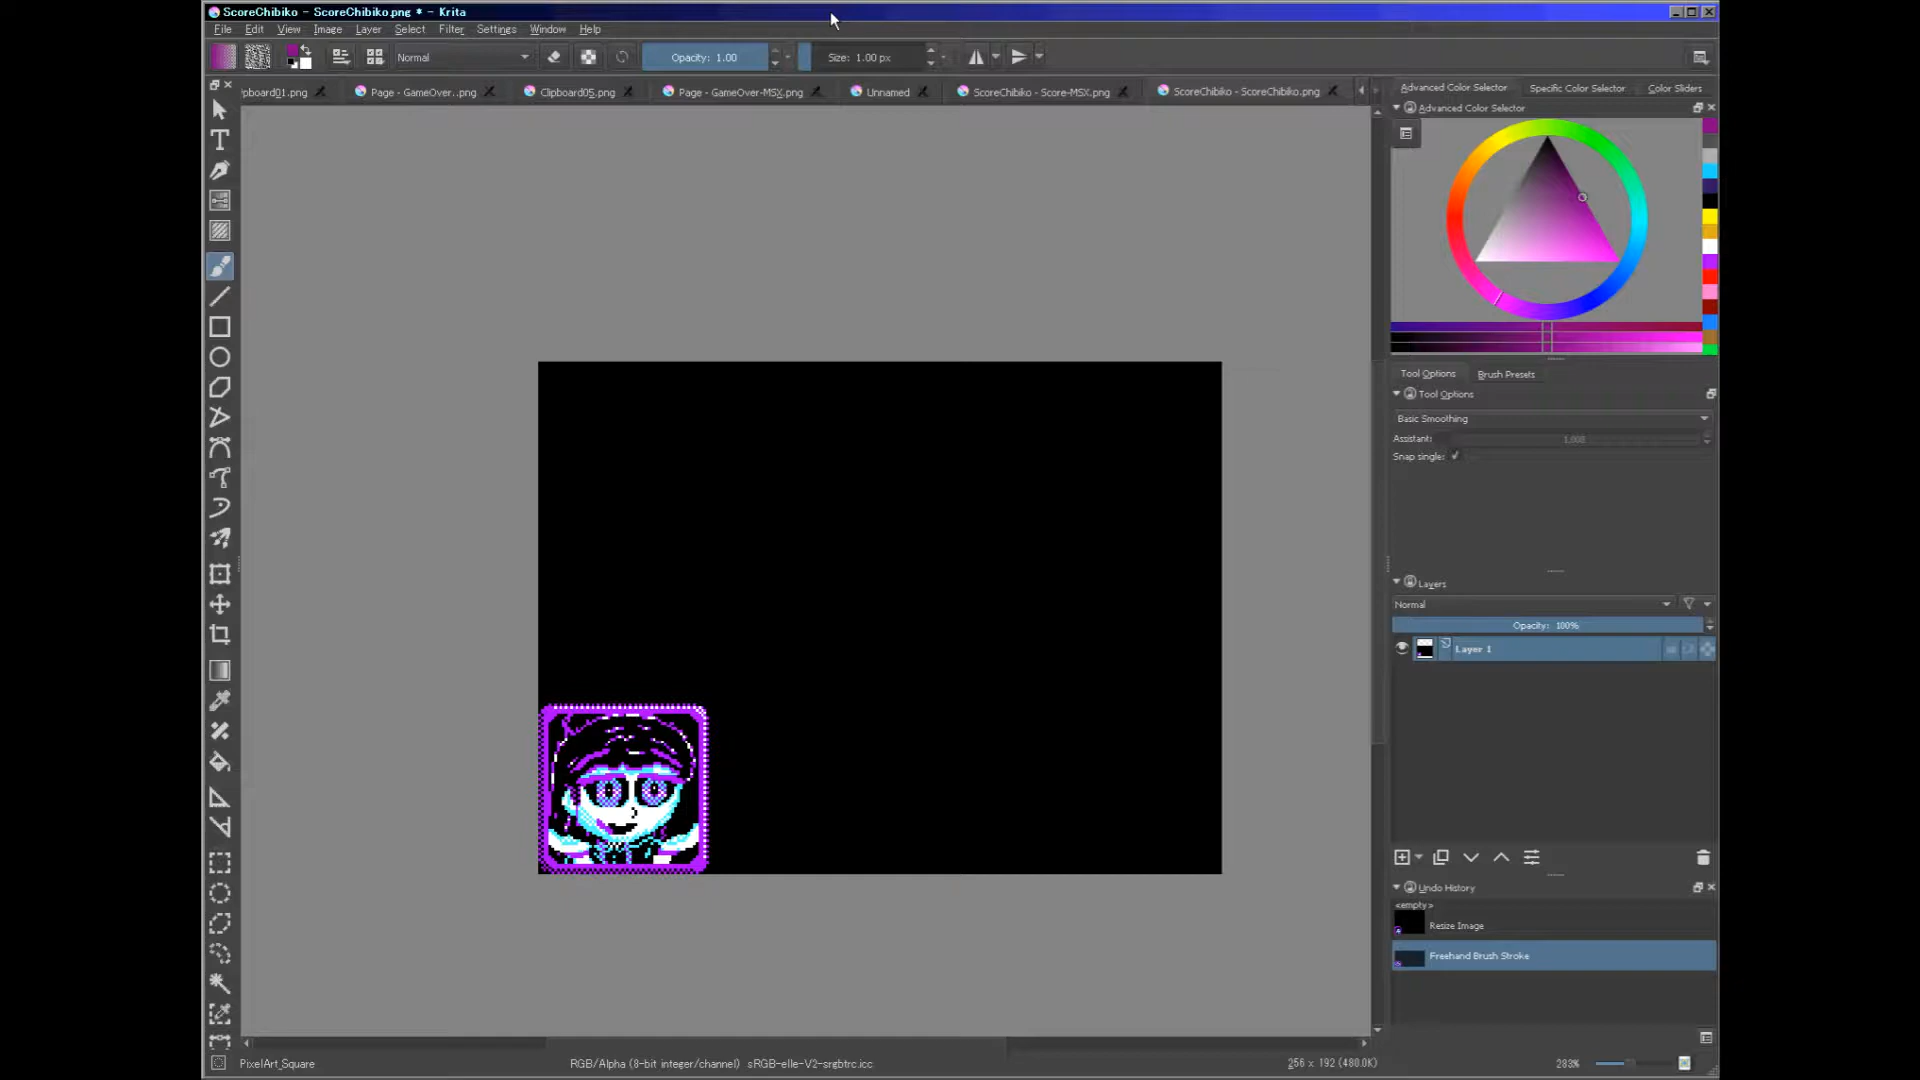 ScoreChibiko – ScoreChibiko.png * – Krita
File Edit View Image Layer Select Filter Settings Window Help
Normal Opacity: 1.00 Size: 1.00 px
pboard01.png Page - GameOver..png Clipboard05.png Page - GameOver-MSX.png Unnamed ScoreChibiko - Score-MSX.png ScoreChibiko - ScoreChibiko.png
Advanced Color Selector Specific Color Selector Color Sliders
Advanced Color Selector
Tool Options Brush Presets
Tool Options
Basic Smoothing
Assistant: 1,000
Snap single:
Layers
Normal
Opacity: 100%
Layer 1
Undo History
<empty>
Resize Image
Freehand Brush Stroke
PixelArt_Square RGB/Alpha (8-bit integer/channel) sRGB-elle-V2-srgbtrc.icc 256 x 192 (480.0K) 283%